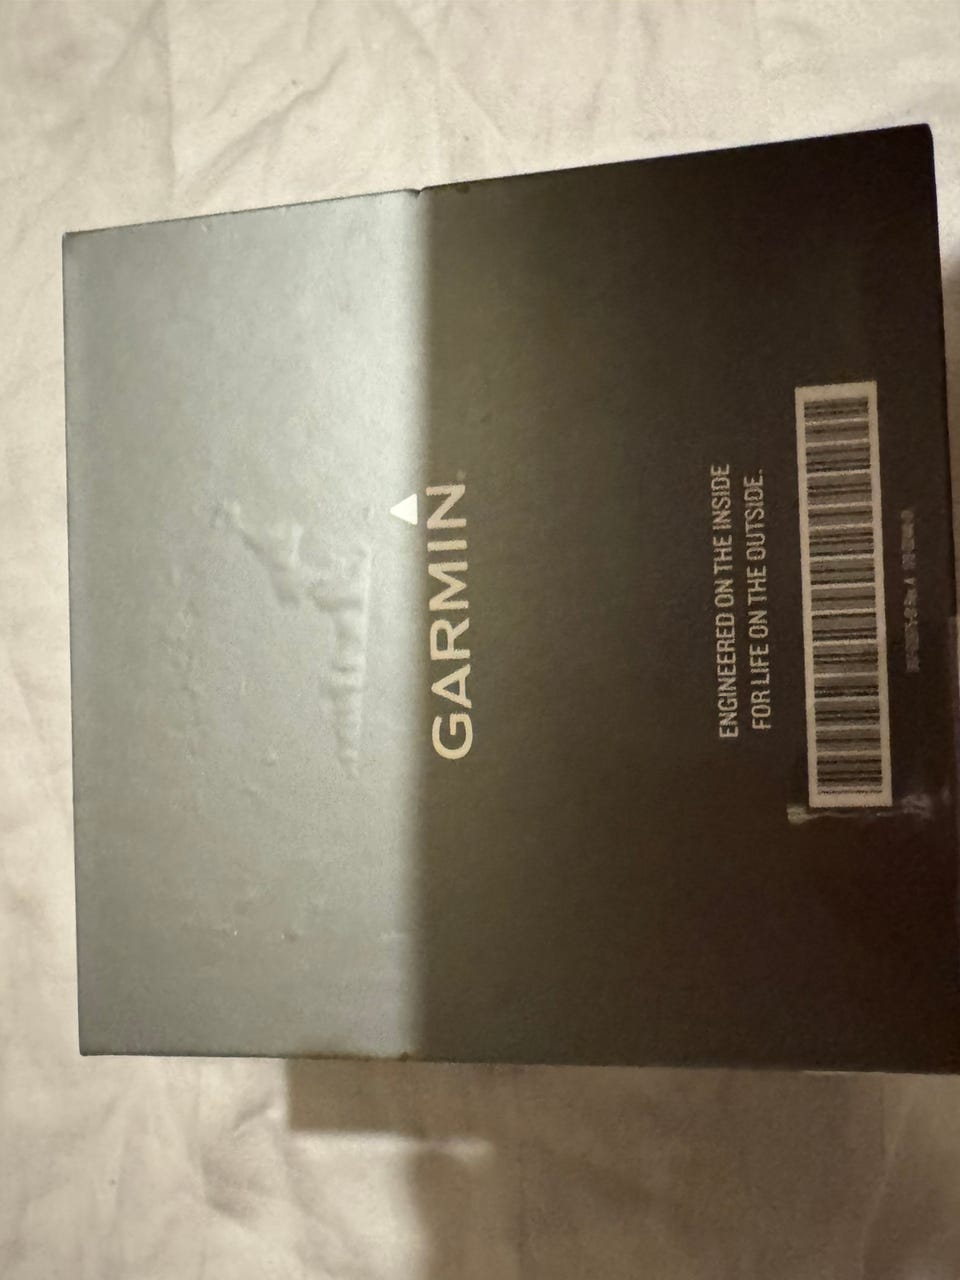 GARMIN
ENGINEERED ON THE INSIDE
FOR LIFE ON THE OUTSIDE.